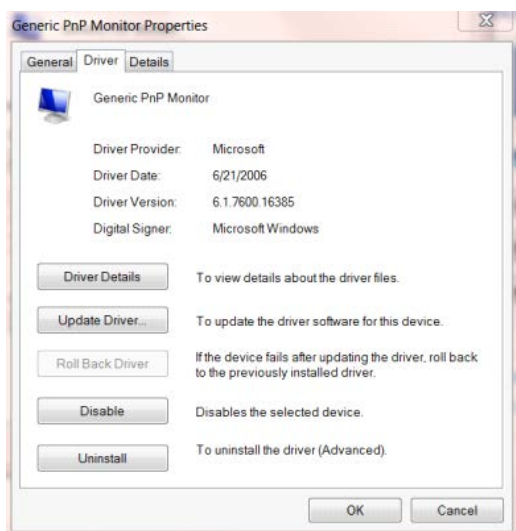 Generic PnP Monitor Properties
General Driver Details
Generic PnP Monitor
Driver Provider: Microsoft
Driver Date: 6/21/2006
Driver Version: 6.1.7600.16385
Digital Signer: Microsoft Windows
Driver Details To view details about the driver files.
Update Driver... To update the driver software for this device.
Roll Back Driver If the device fails after updating the driver, roll back
to the previously installed driver.
Disable Disables the selected device.
Uninstall To uninstall the driver (Advanced).
OK Cancel